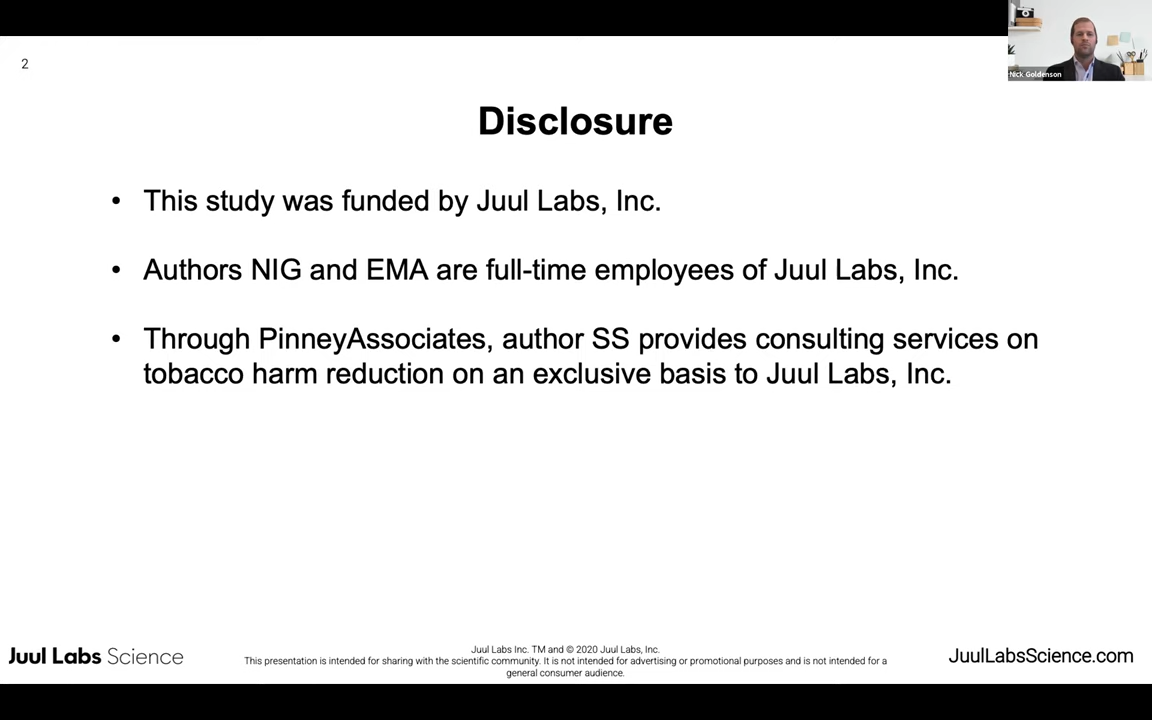 Nick Goldenson
2
Disclosure
• This study was funded by Juul Labs, Inc.
• Authors NIG and EMA are full-time employees of Juul Labs, Inc.
• Through PinneyAssociates, author SS provides consulting services on
tobacco harm reduction on an exclusive basis to Juul Labs, Inc.
Juul Labs Science
Juul Labs Inc. TM and © 2020 Juul Labs, Inc.
This presentation is intended for sharing with the scientific community. It is not intended for advertising or promotional purposes and is not intended for a
general consumer audience.
JuulLabsScience.com